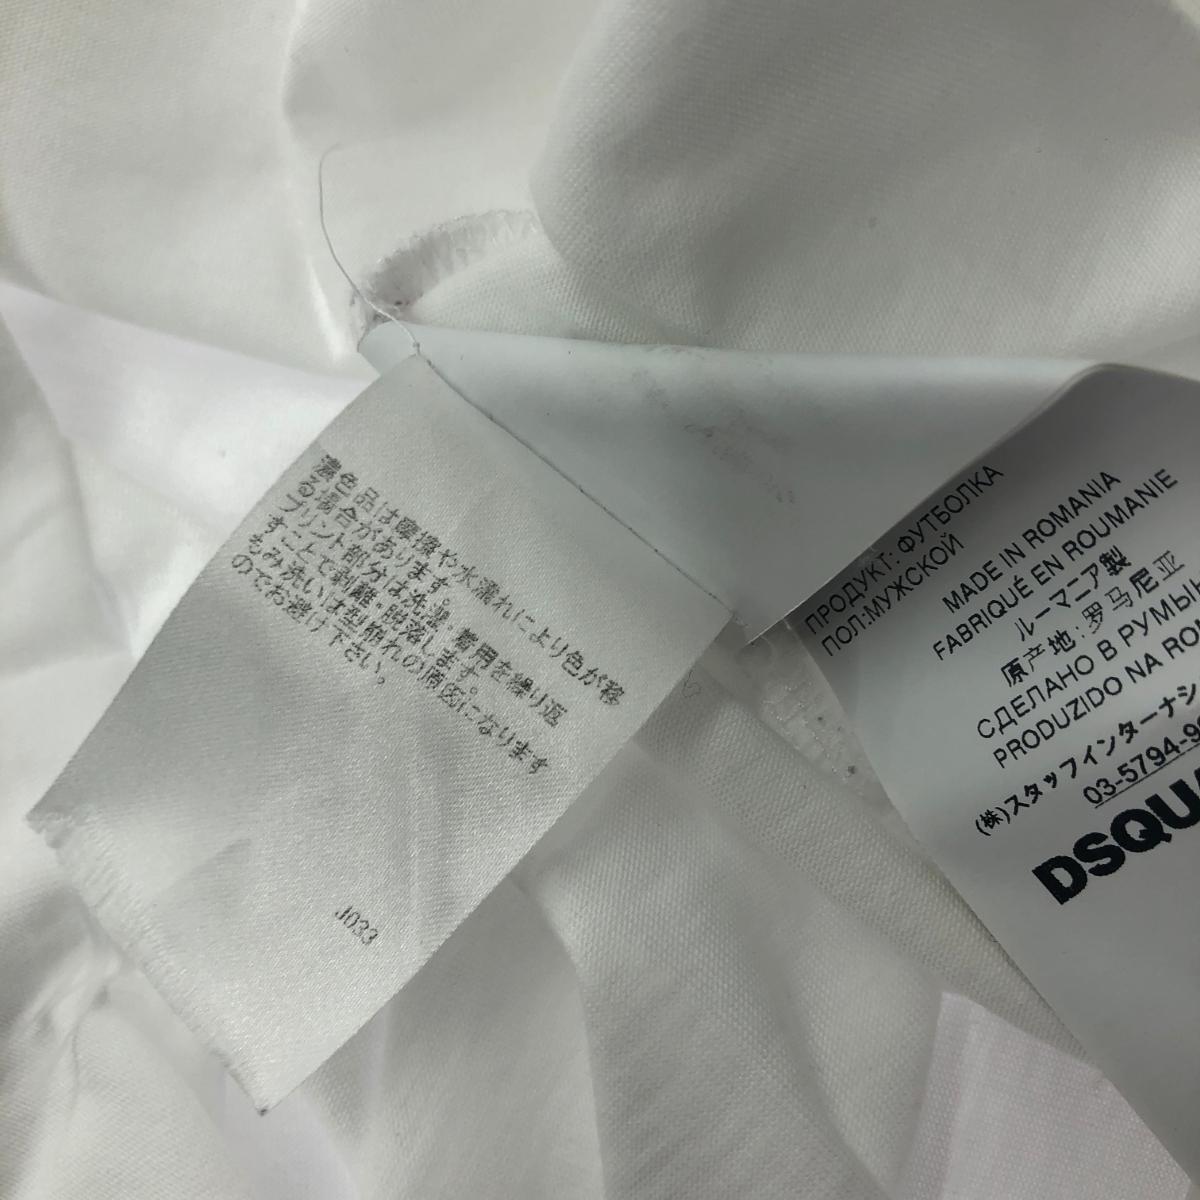 濃色品は摩擦や水濡れにより色が移
る場合があります。
プリント部分は洗濯・着用を繰り返
すことで剥離・脱落します。
もみ洗いは型崩れの原因になります
のでお避け下さい。
J033
ПРОДУКТ: ФУТБОЛКА
ПОЛ:МУЖСКОЙ
MADE IN ROMANIA
FABRIQUÉ EN ROUMANIE
ルーマニア製
原产地:罗马尼亚
СДЕЛАНО В РУМЫН
PRODUZIDO NA ROM
(株)スタッフインターナシ
03-5794-9
DSQUA